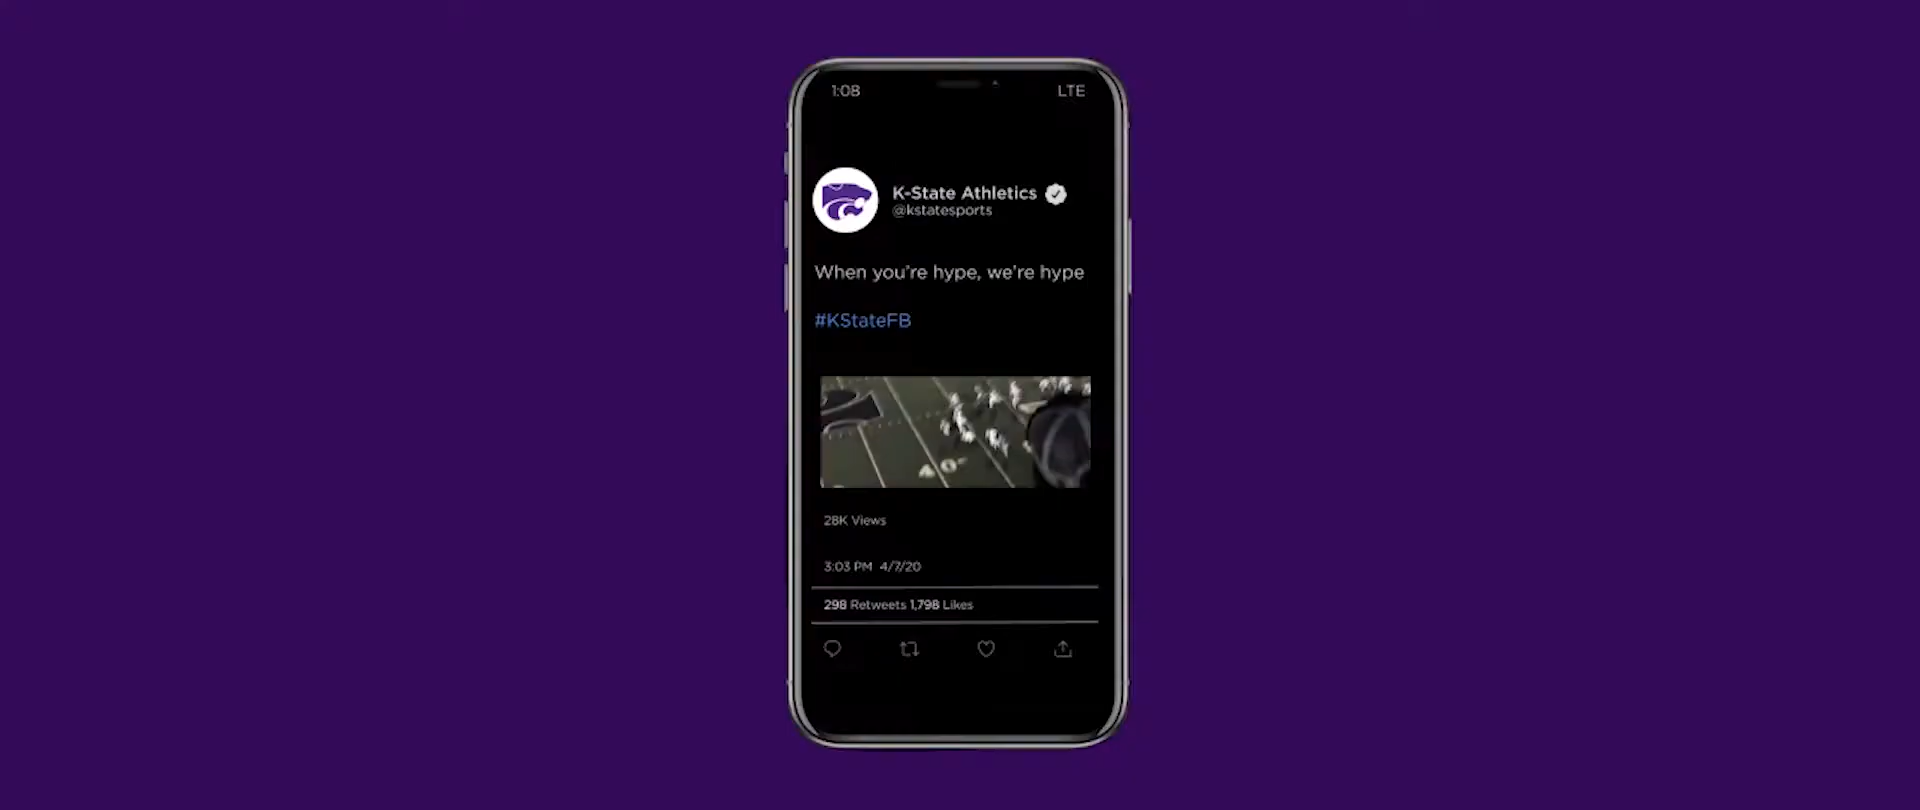 1:08 LTE
K-State Athletics
@kstatesports
When you're hype, we're hype
#KStateFB
40
28K Views
3:03 PM 4/7/20
298 Retweets 1,798 Likes